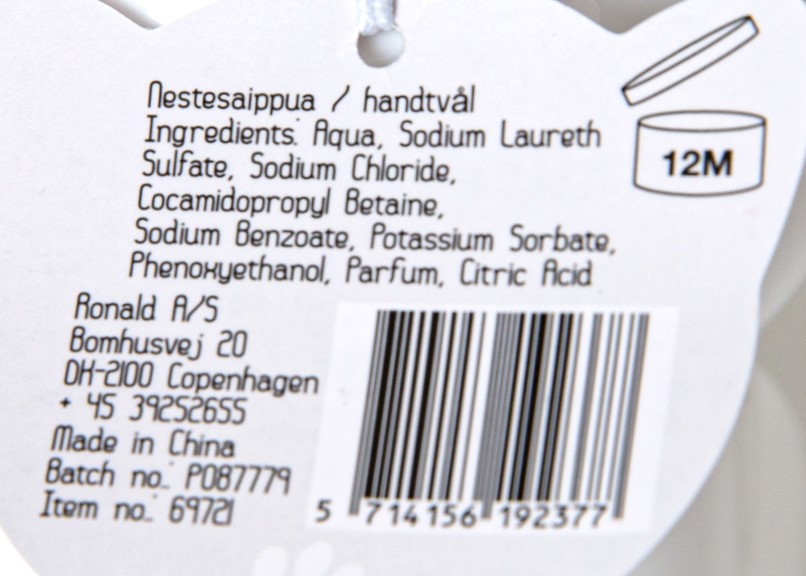 Nestesaippua / handtvål
Ingredients: Aqua, Sodium Laureth
Sulfate, Sodium Chloride,
Cocamidopropyl Betaine,
Sodium Benzoate, Potassium Sorbate,
Phenoxyethanol, Parfum, Citric Acid
12M
Ronald A/S
Bomhusvej 20
DH-2100 Copenhagen
+ 45 39252655
Made in China
Batch no.: P087779
Item no.: 69721
5 714156 192377